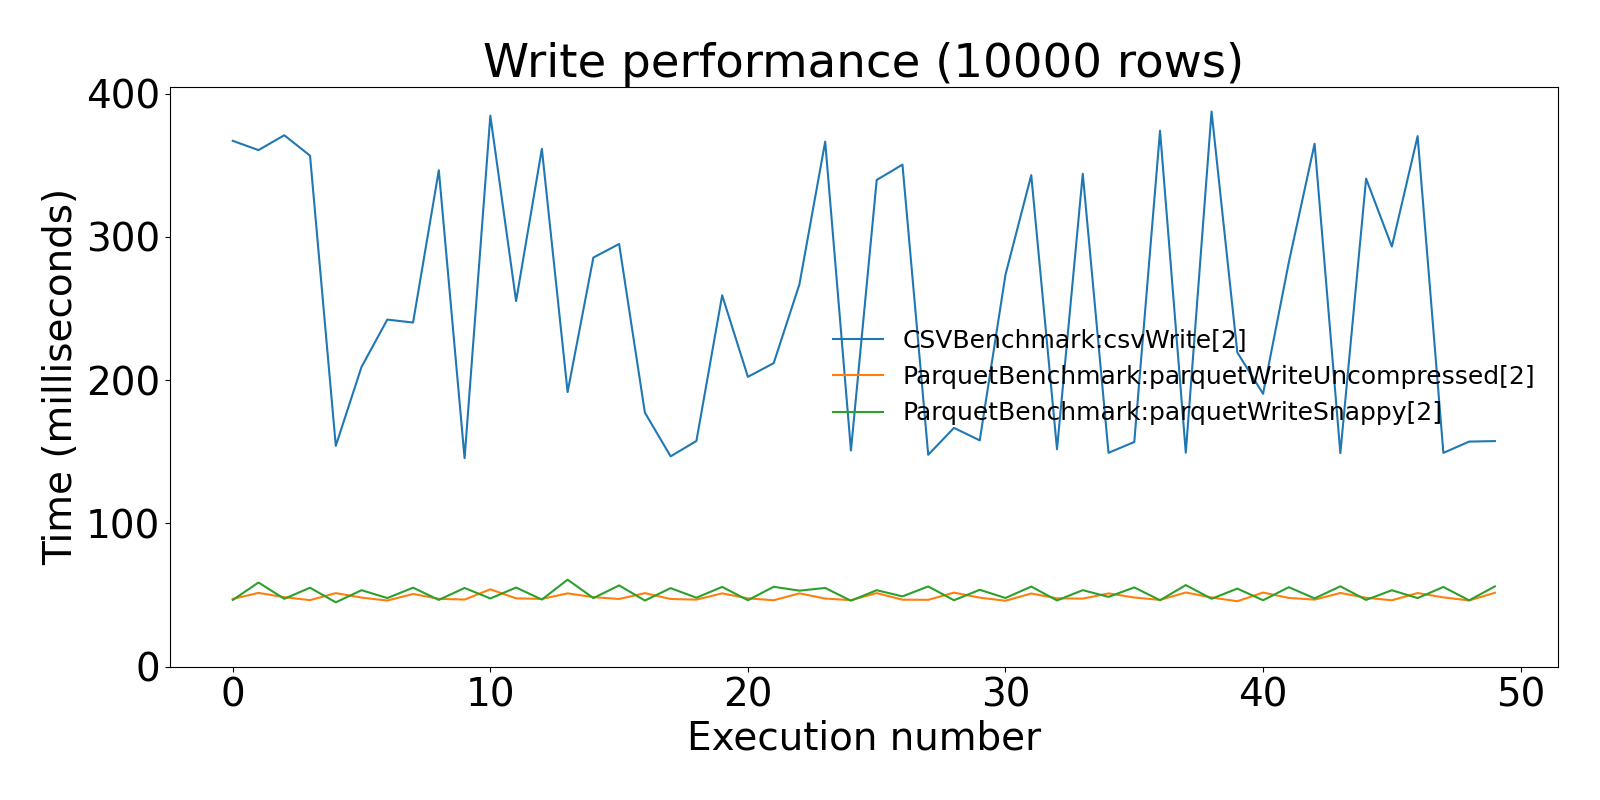 Write performance (10000 rows)
400
300
200
100
0
Time (milliseconds)
CSVBenchmark:csvWrite[2]
ParquetBenchmark:parquetWriteUncompressed[2]
ParquetBenchmark:parquetWriteSnappy[2]
0 10 20 30 40 50
Execution number